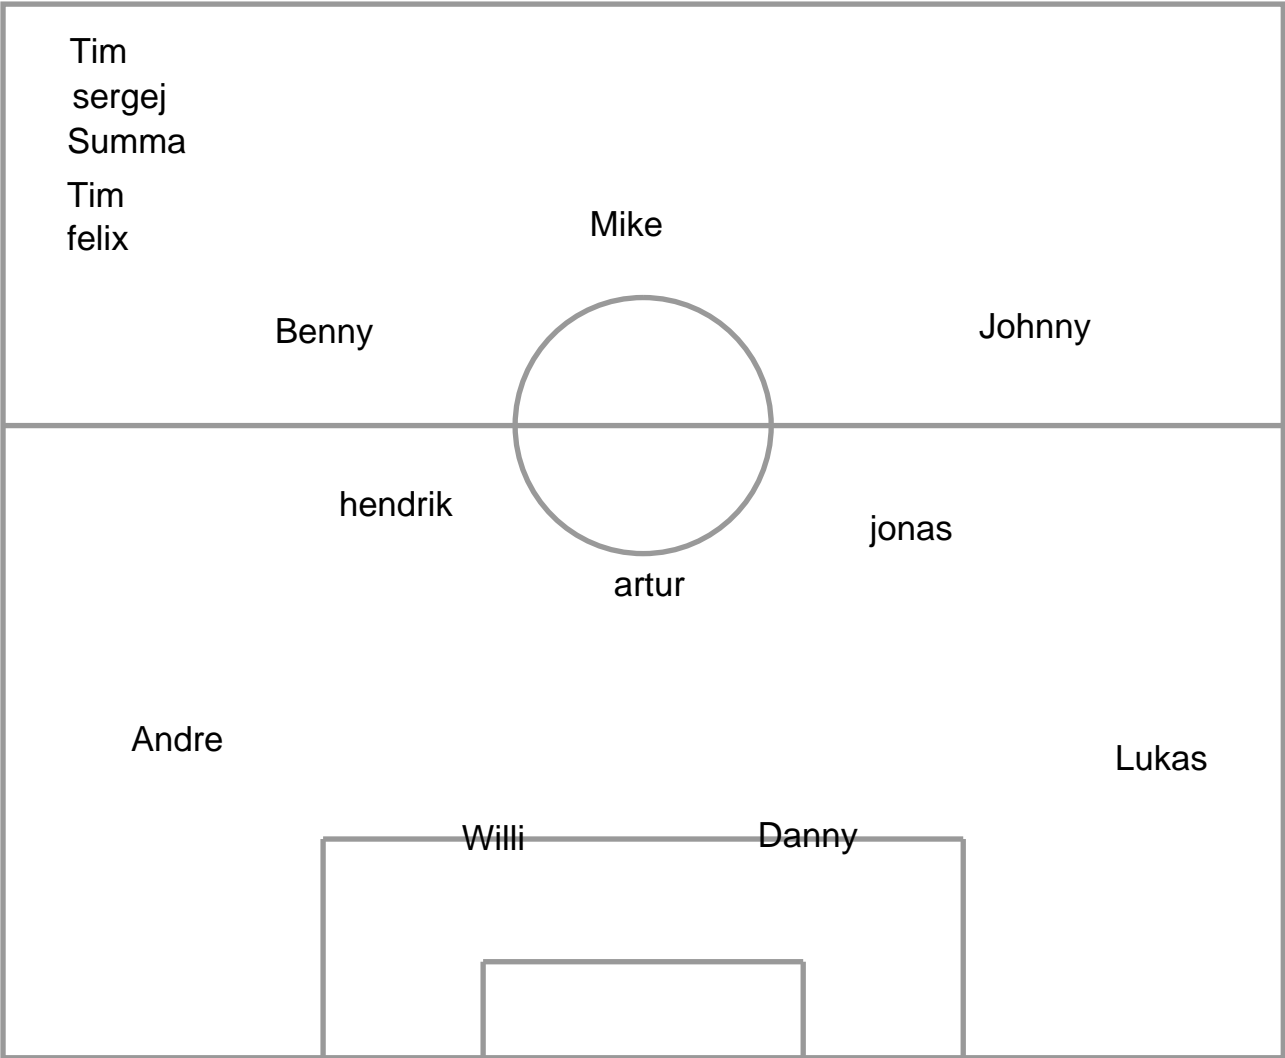 Tim
sergej
Summa
Tim
felix
Mike
Benny
Johnny
hendrik
jonas
artur
Andre
Lukas
Willi
Danny